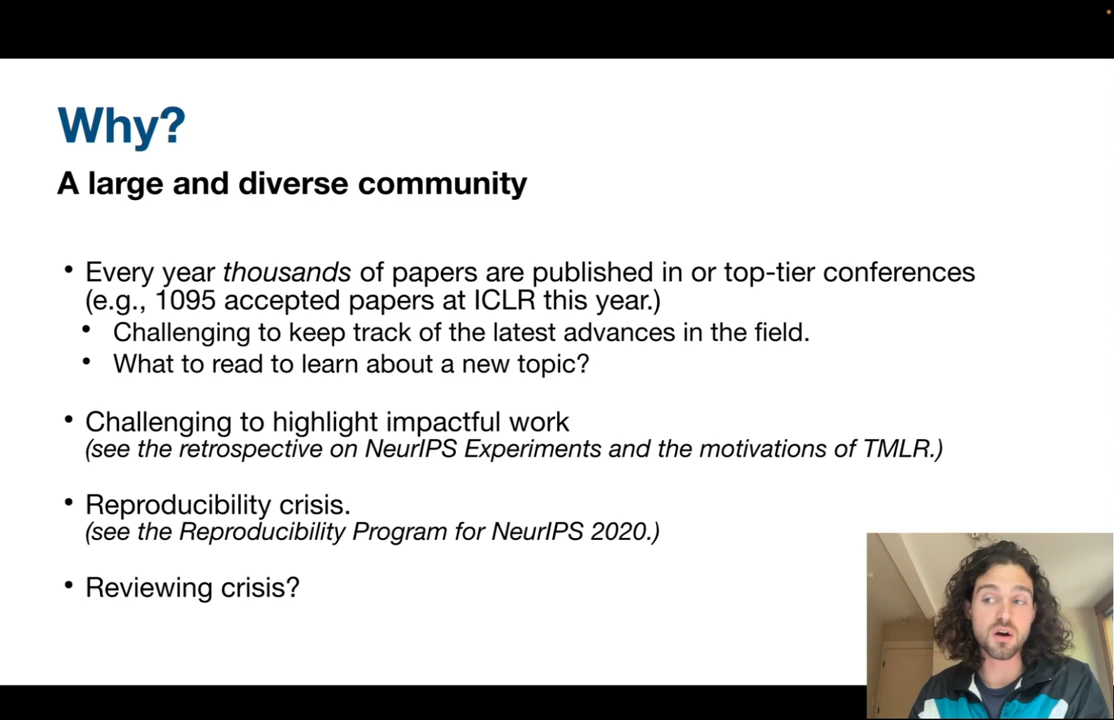 Why?
A large and diverse community
• Every year thousands of papers are published in or top-tier conferences
(e.g., 1095 accepted papers at ICLR this year.)
• Challenging to keep track of the latest advances in the field.
• What to read to learn about a new topic?
• Challenging to highlight impactful work
(see the retrospective on NeurIPS Experiments and the motivations of TMLR.)
• Reproducibility crisis.
(see the Reproducibility Program for NeurIPS 2020.)
• Reviewing crisis?